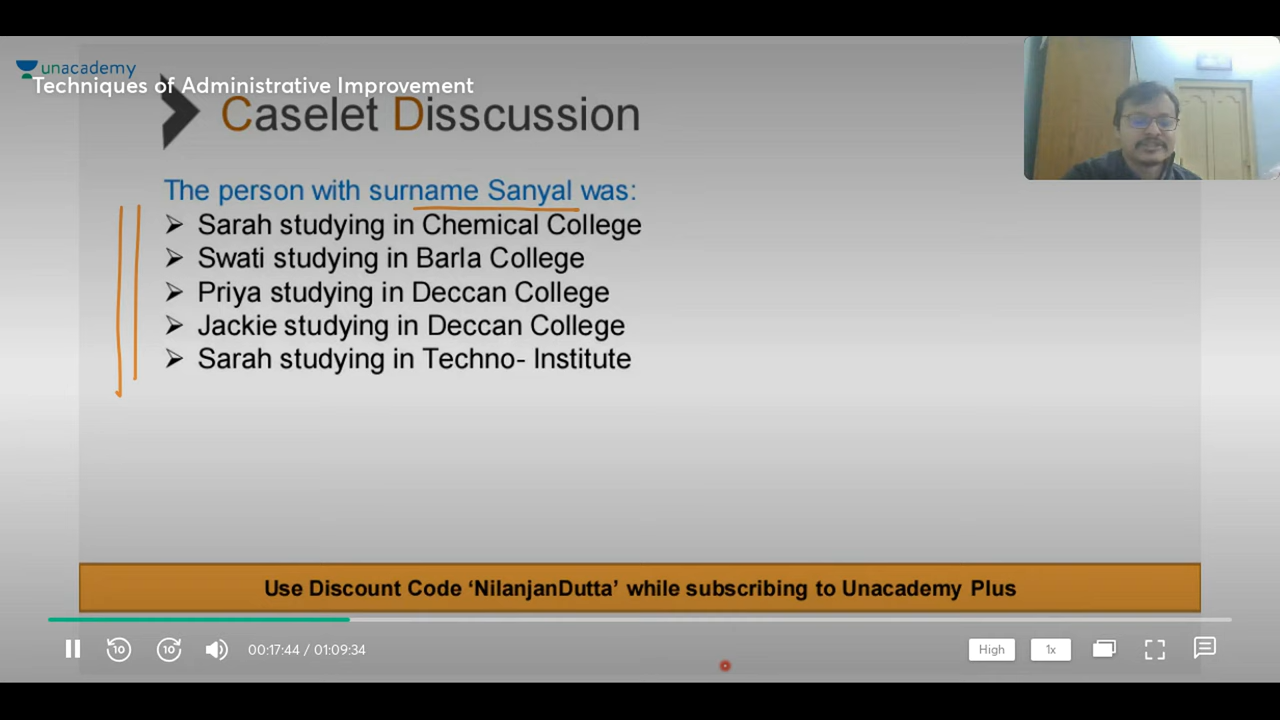 unacademy
Techniques of Administrative Improvement
Caselet Disscussion
The person with surname Sanyal was:
Sarah studying in Chemical College
Swati studying in Barla College
Priya studying in Deccan College
Jackie studying in Deccan College
Sarah studying in Techno- Institute
Use Discount Code ‘NilanjanDutta’ while subscribing to Unacademy Plus
10
10
00:17:44 / 01:09:34
High
1x